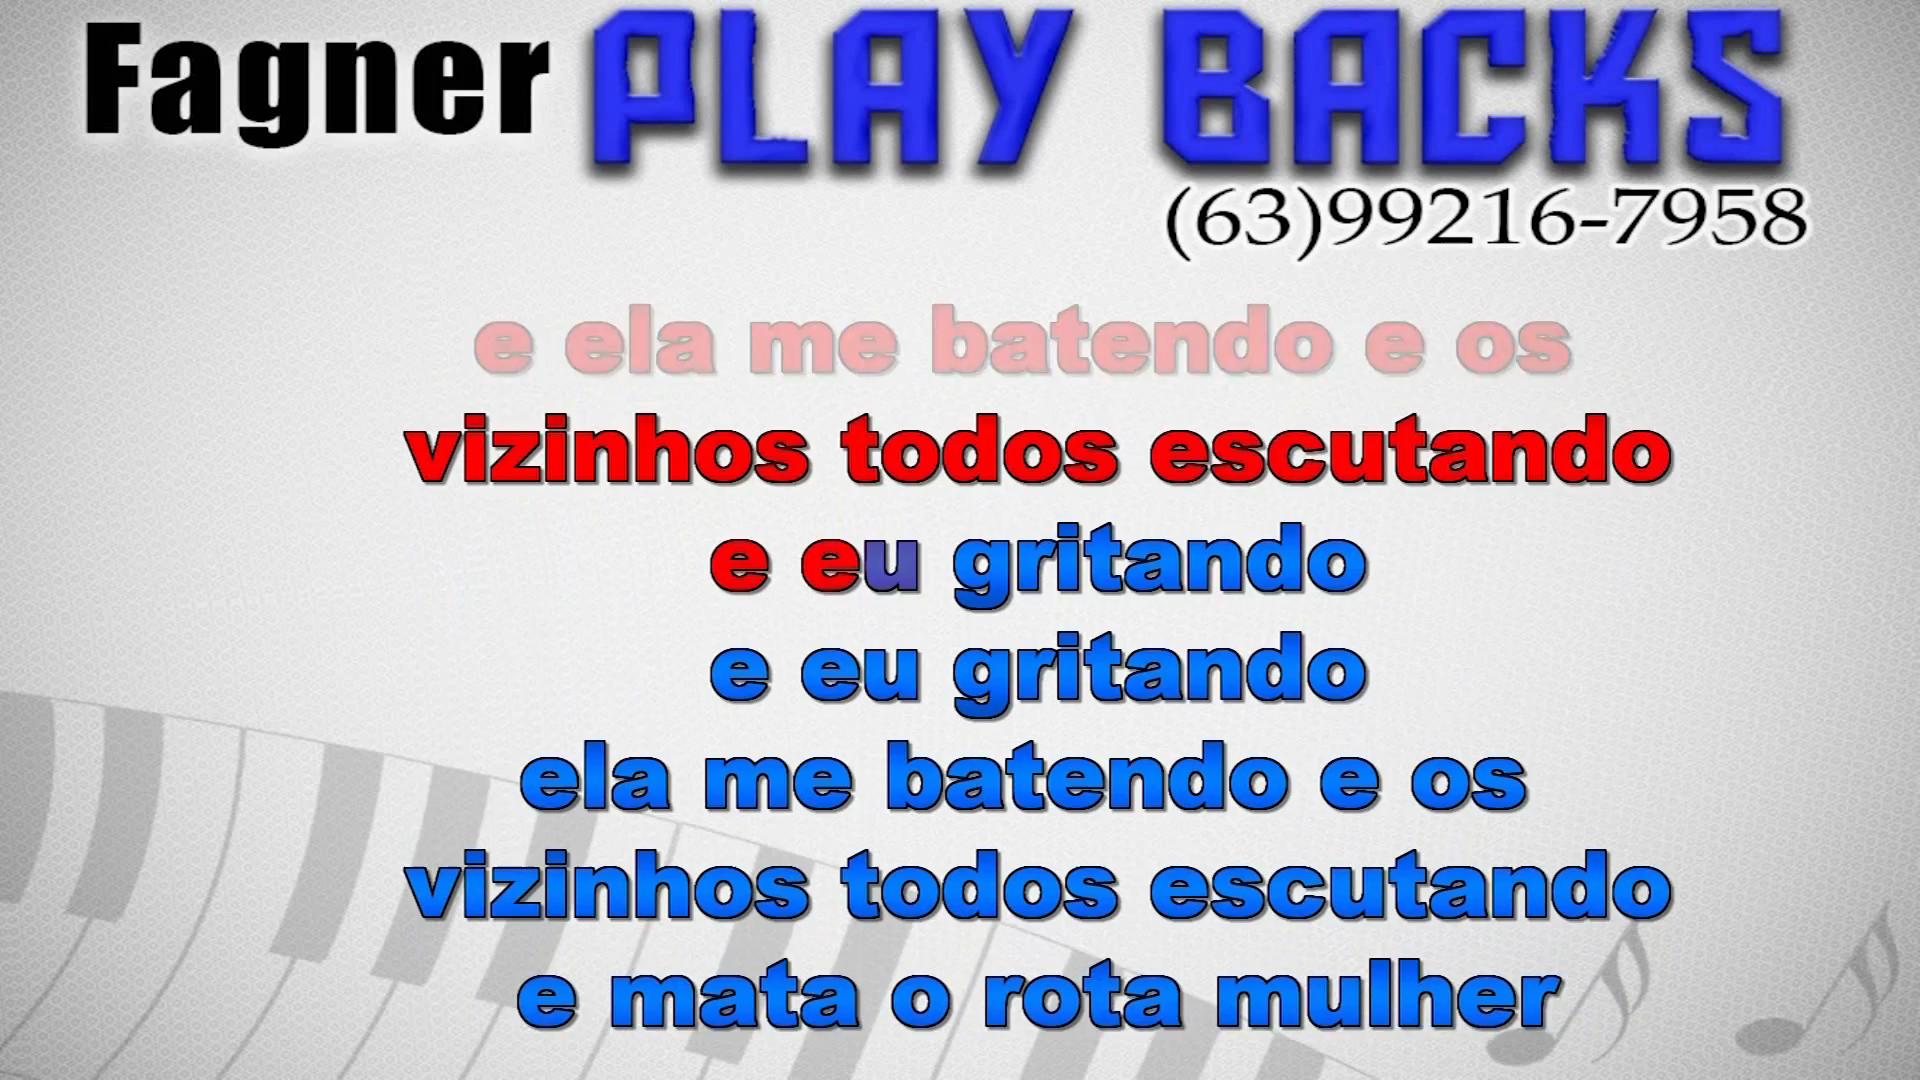 Fagner PLAY BACKS
(63)99216-7958
e ela me batendo e os
vizinhos todos escutando
e eu gritando
e eu gritando
ela me batendo e os
vizinhos todos escutando
e mata o rota mulher